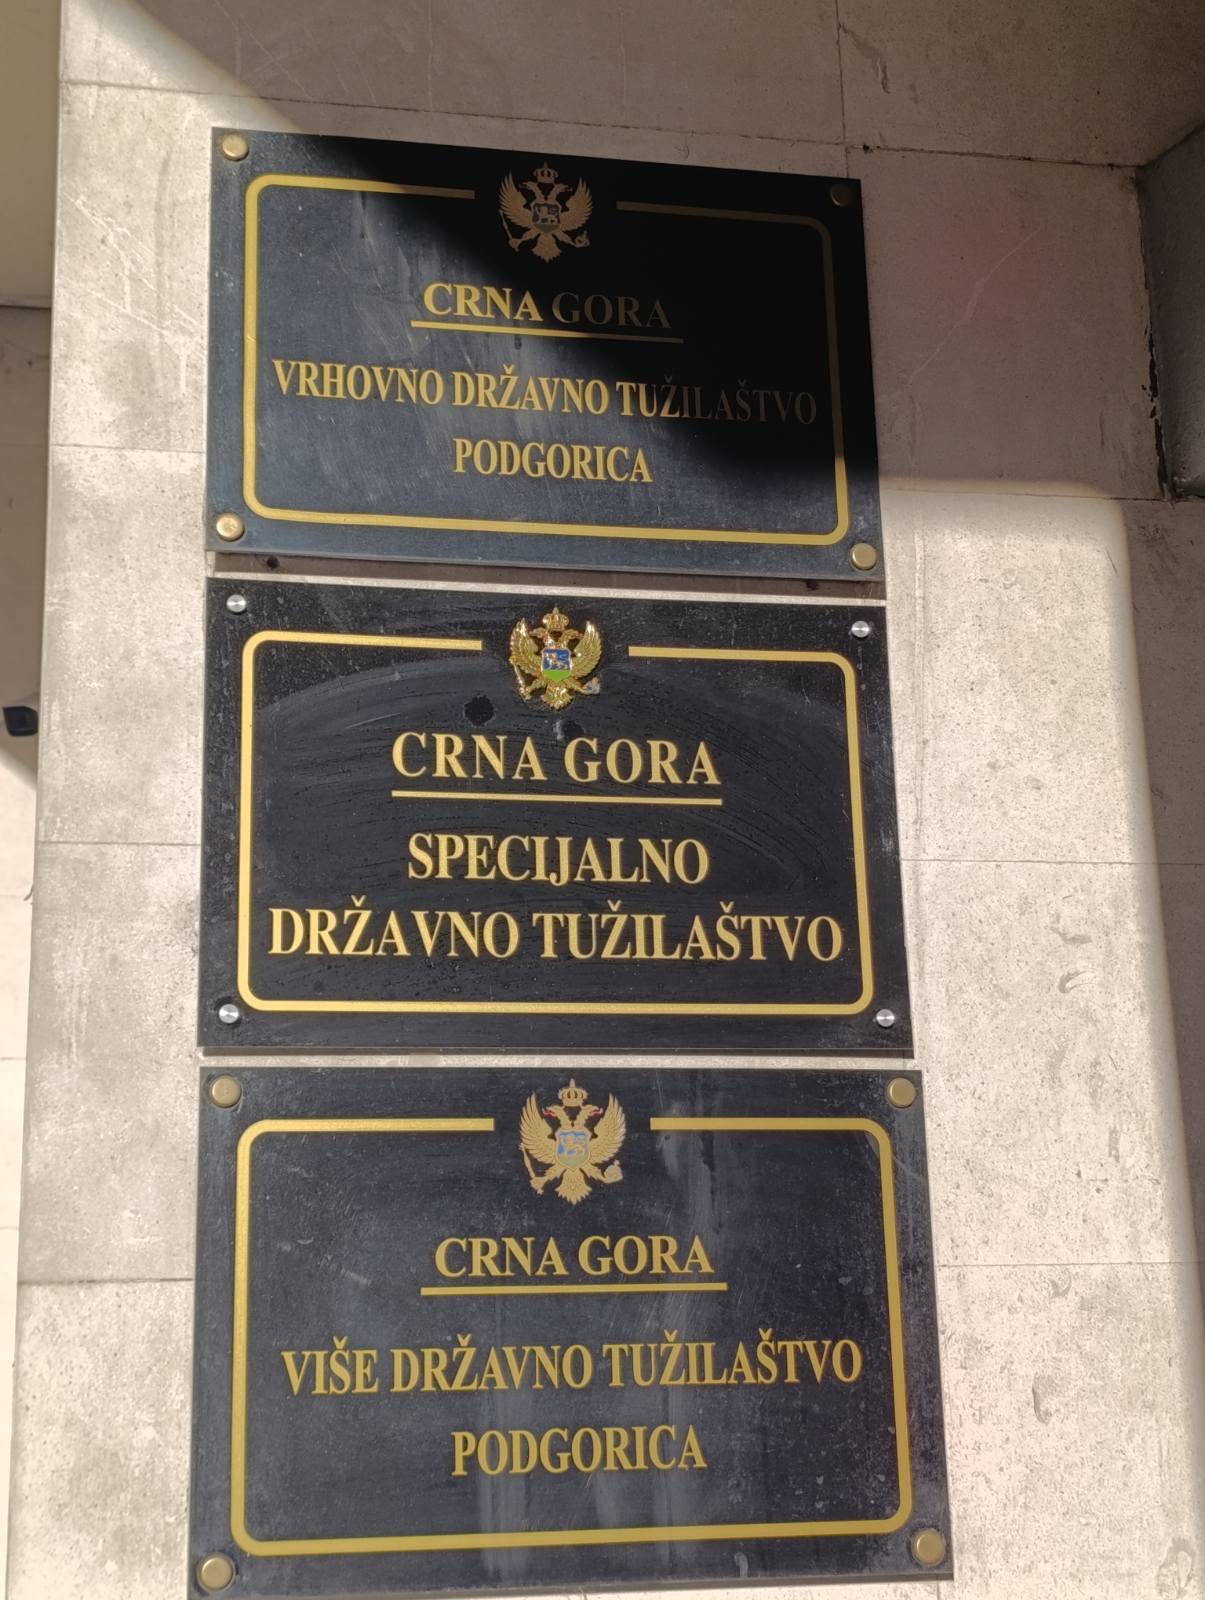 CRNA GORA
VRHOVNO DRŽAVNO TUŽILAŠTVO
PODGORICA
CRNA GORA
SPECIJALNO
DRŽAVNO TUŽILAŠTVO
CRNA GORA
VIŠE DRŽAVNO TUŽILAŠTVO
PODGORICA